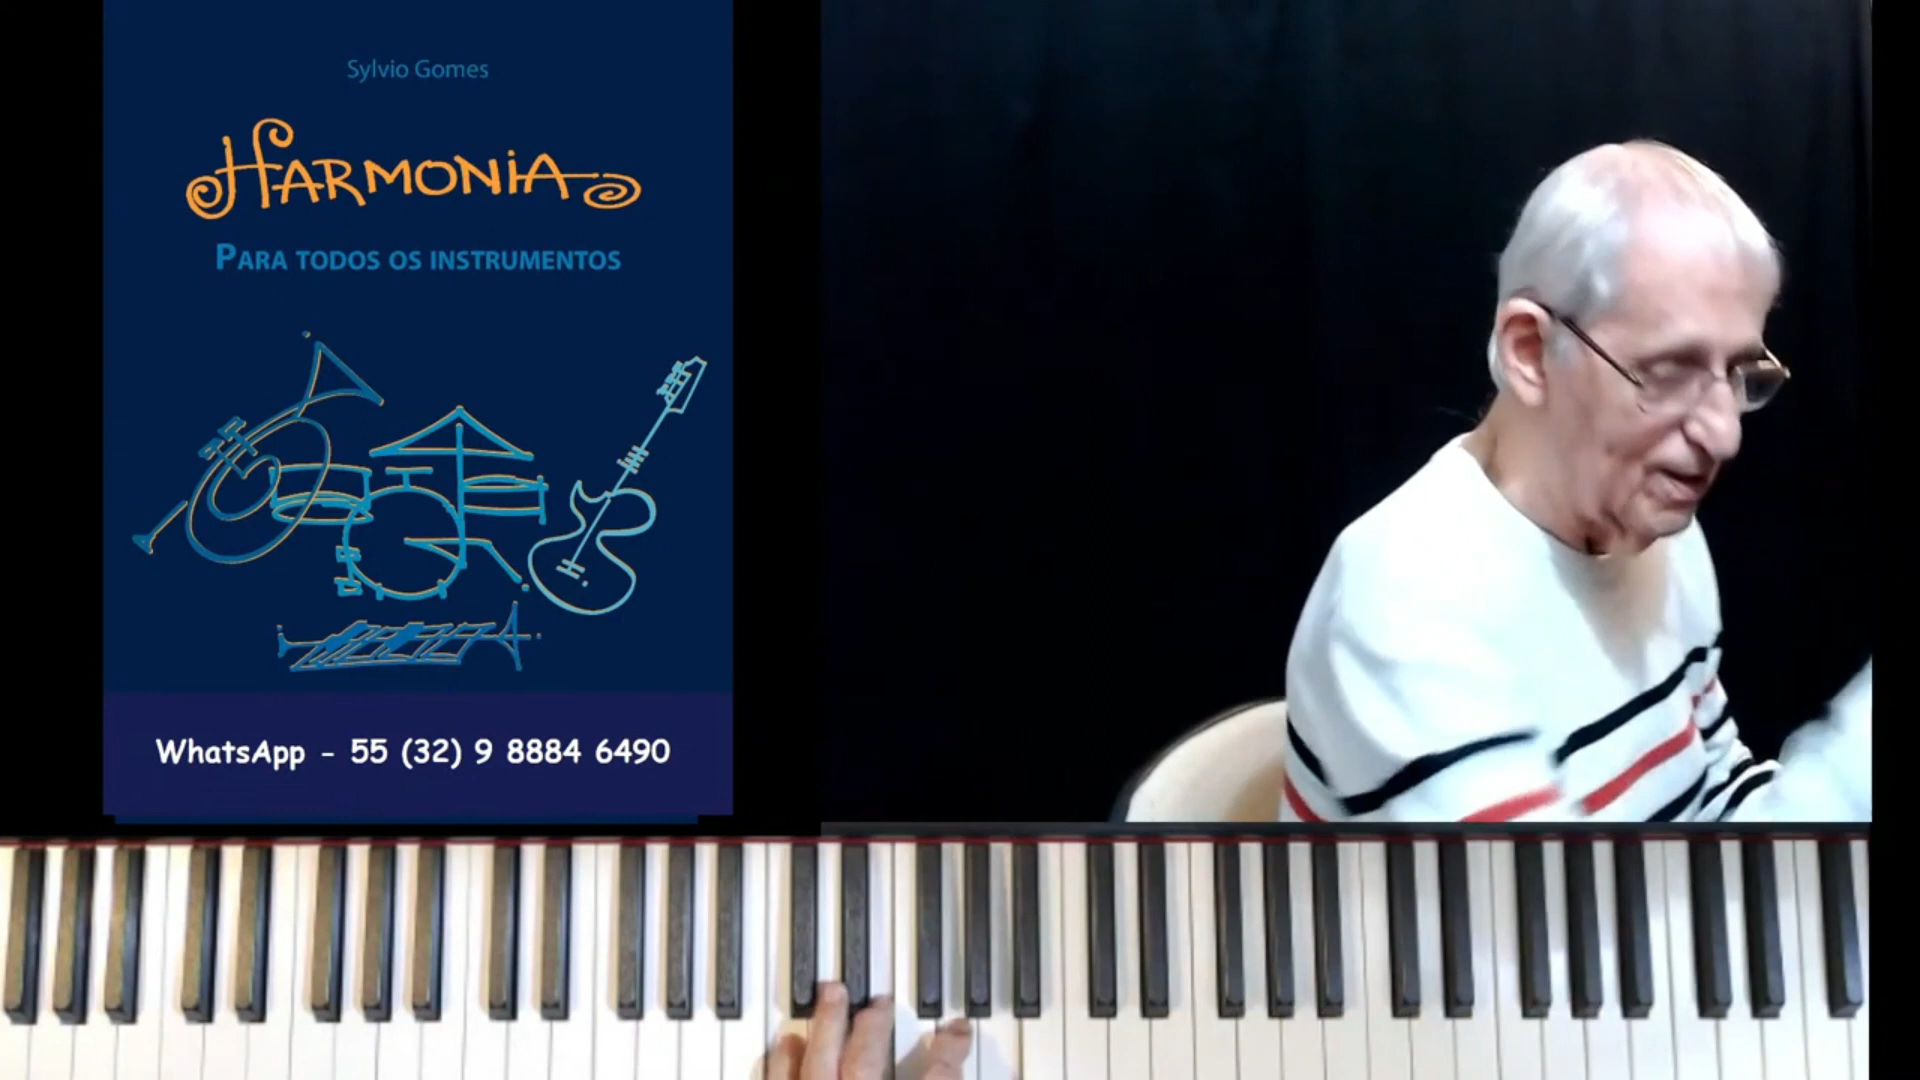 Sylvio Gomes
HARMONIA
PARA TODOS OS INSTRUMENTOS
WhatsApp - 55 (32) 9 8884 6490